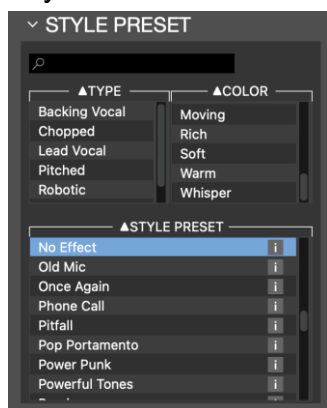 STYLE PRESET
▲TYPE
Backing Vocal
Chopped
Lead Vocal
Pitched
Robotic
▲COLOR
Moving
Rich
Soft
Warm
Whisper
▲STYLE PRESET
No Effect i
Old Mic i
Once Again i
Phone Call i
Pitfall i
Pop Portamento i
Power Punk i
Powerful Tones i